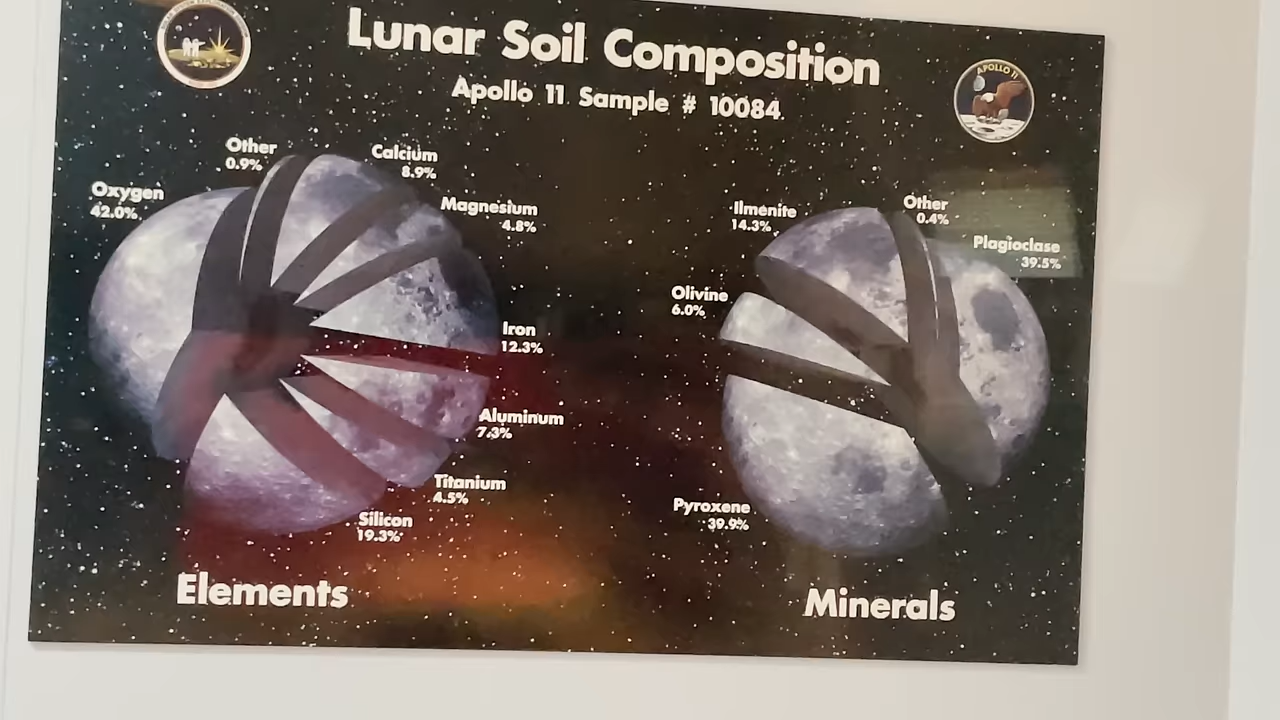 Lunar Soil Composition
Apollo 11 Sample # 10084
APOLLO 11
Other
0.9%
Calcium
8.9%
Oxygen
42.0%
Magnesium
4.8%
Iron
12.3%
Aluminum
7.3%
Titanium
4.5%
Silicon
19.3%
Elements
Ilmenite
14.3%
Other
0.4%
Plagioclase
39.5%
Olivine
6.0%
Pyroxene
39.9%
Minerals